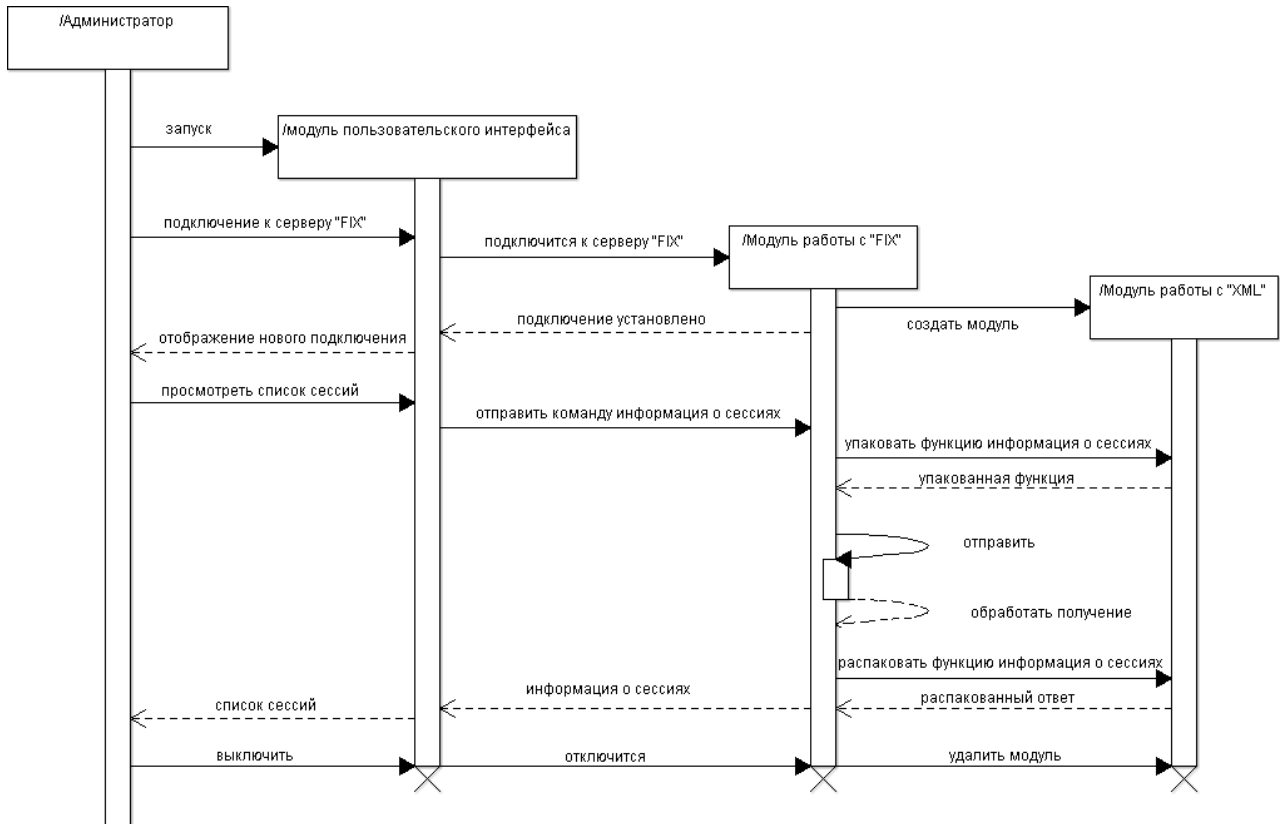 /Администратор
запуск
/модуль пользовательского интерфейса
подключение к серверу "FIX"
подключится к серверу "FIX"
/Модуль работы с "FIX"
/Модуль работы с "XML"
подключение установлено
создать модуль
отображение нового подключения
просмотреть список сессий
отправить команду информация о сессиях
упаковать функцию информация о сессиях
упакованная функция
отправить
обработать получение
распаковать функцию информация о сессиях
информация о сессиях
распакованный ответ
список сессий
выключить
отключится
удалить модуль